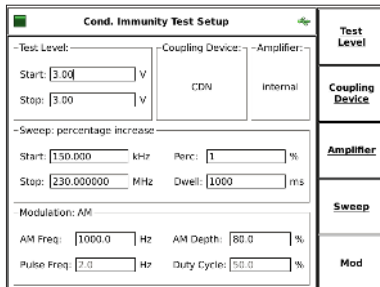 Cond. Immunity Test Setup
Test Level:
Start: 3.00 V
Stop: 3.00 V
Coupling Device:
CDN
Amplifier:
internal
Sweep: percentage increase
Start: 150.000 kHz Perc: 1 %
Stop: 230.000000 MHz Dwell: 1000 ms
Modulation: AM
AM Freq: 1000.0 Hz AM Depth: 80.0 %
Pulse Freq: 2.0 Hz Duty Cycle: 50.0 %
Test
Level
Coupling
Device
Amplifier
Sweep
Mod